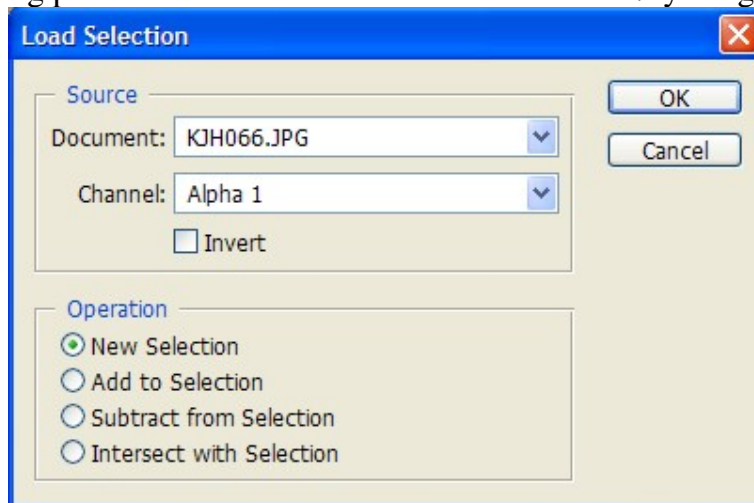 Load Selection
Source
OK
Document: KJH066.JPG
Cancel
Channel: Alpha 1
Invert
Operation
New Selection
Add to Selection
Subtract from Selection
Intersect with Selection